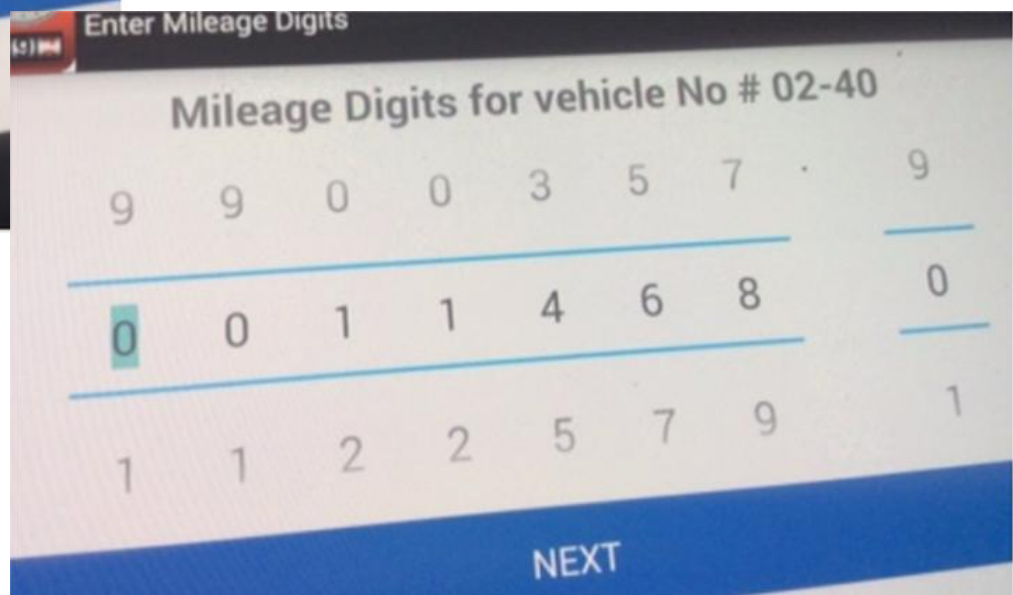 Enter Mileage Digits
Mileage Digits for vehicle No # 02-40
9 9 0 0 3 5 7 . 9
0 0 1 1 4 6 8 0
1 1 2 2 5 7 9 1
NEXT